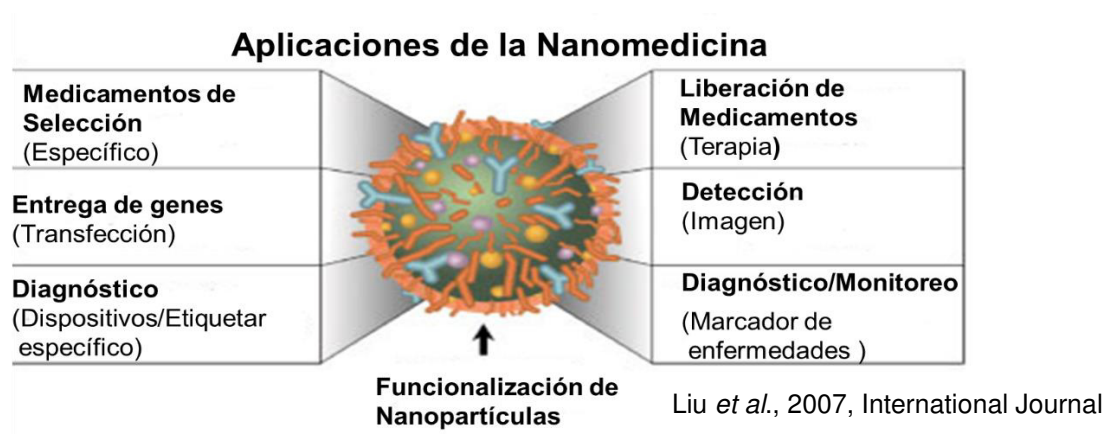 Aplicaciones de la Nanomedicina
Medicamentos de
Selección
(Específico)
Entrega de genes
(Transfección)
Diagnóstico
(Dispositivos/Etiquetar
específico)
Liberación de
Medicamentos
(Terapia)
Detección
(Imagen)
Diagnóstico/Monitoreo
(Marcador de
enfermedades )
Funcionalización de
Nanopartículas
Liu et al., 2007, International Journal